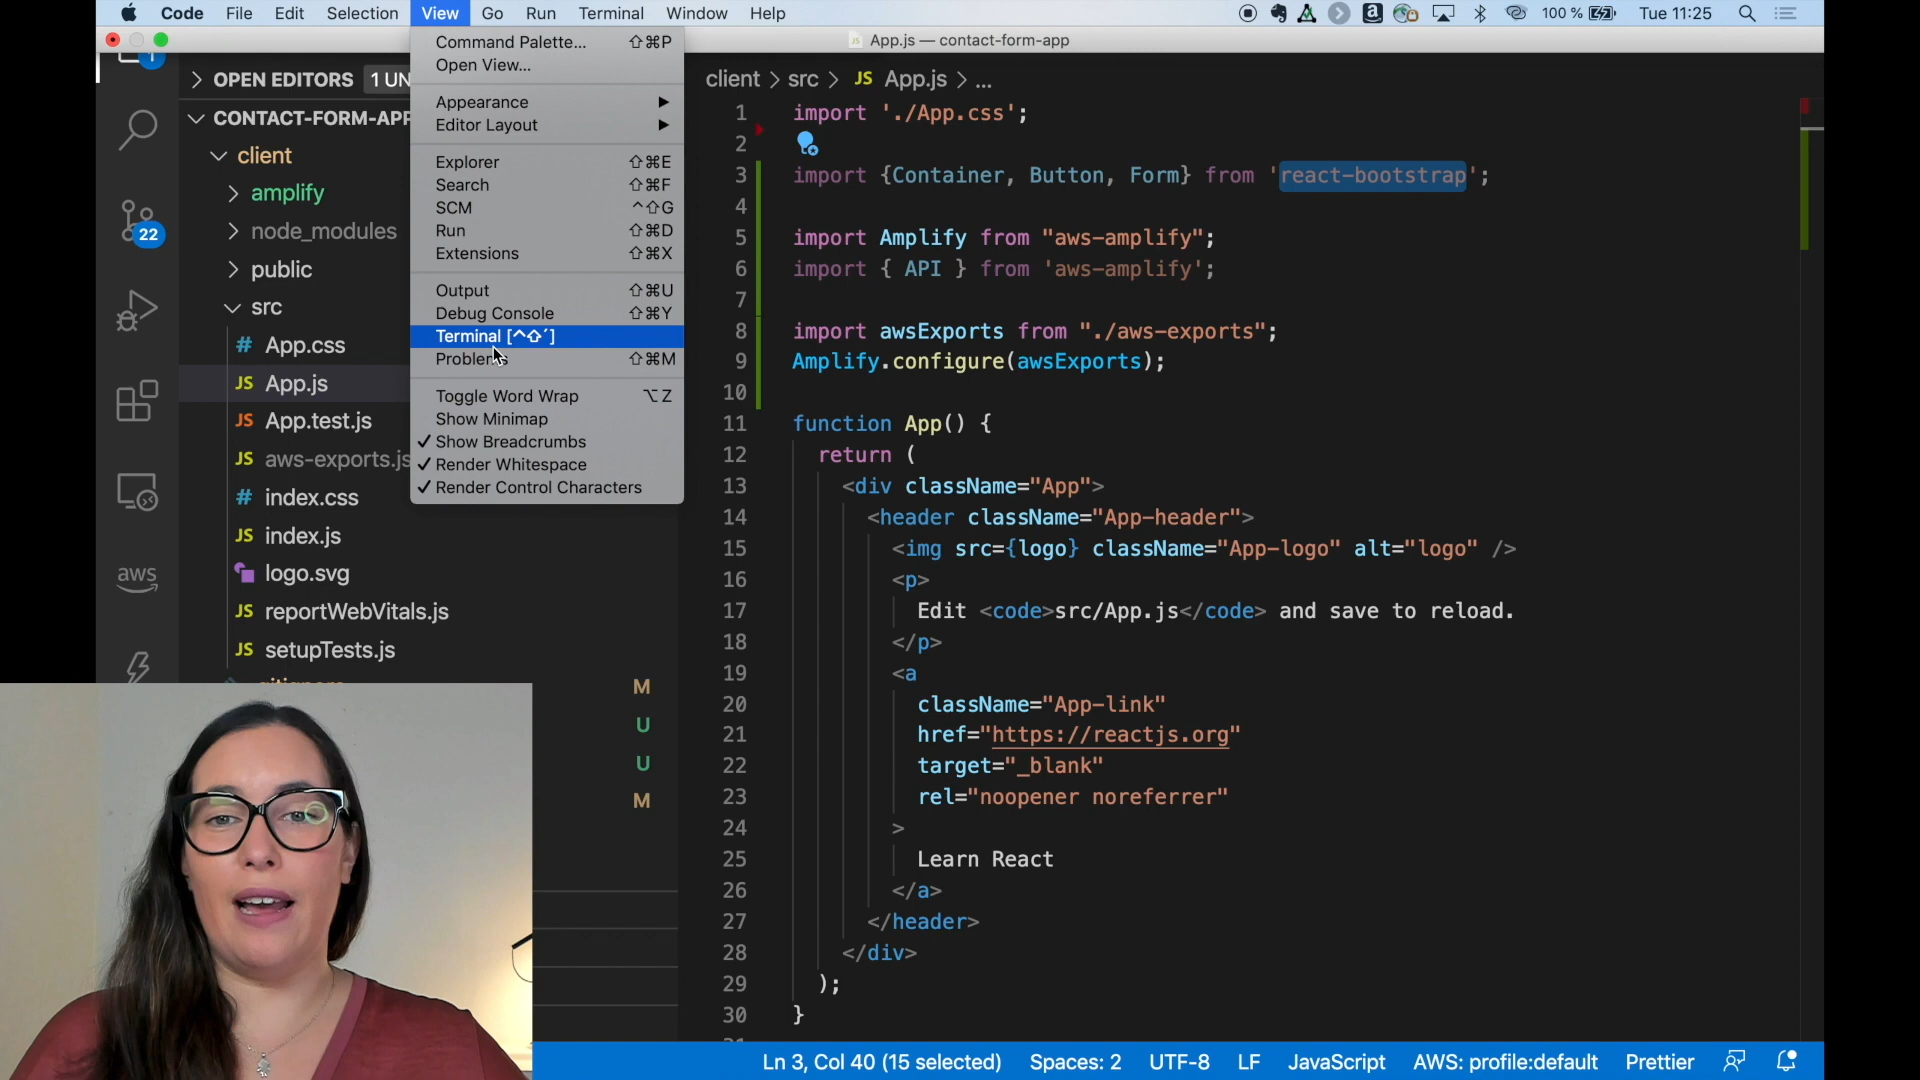 Code File Edit Selection View Go Run Terminal Window Help
100 % Tue 11:25
App.js — contact-form-app
1
OPEN EDITORS 1 UN
CONTACT-FORM-APP
client
amplify
node_modules
public
src
# App.css
JS App.js
JS App.test.js
JS aws-exports.js
# index.css
JS index.js
logo.svg
JS reportWebVitals.js
JS setupTests.js
22
aws
M
U
U
M
Command Palette... ⇧⌘P
Open View...
Appearance
Editor Layout
Explorer ⇧⌘E
Search ⇧⌘F
SCM ^⇧G
Run ⇧⌘D
Extensions ⇧⌘X
Output ⇧⌘U
Debug Console ⇧⌘Y
Terminal [^⇧´]
Problems ⇧⌘M
Toggle Word Wrap ⌥Z
Show Minimap
✓ Show Breadcrumbs
✓ Render Whitespace
✓ Render Control Characters
client > src > JS App.js > ...
1 import './App.css';
2
3 import {Container, Button, Form} from 'react-bootstrap';
4
5 import Amplify from "aws-amplify";
6 import { API } from 'aws-amplify';
7
8 import awsExports from "./aws-exports";
9 Amplify.configure(awsExports);
10
11 function App() {
12 return (
13 <div className="App">
14 <header className="App-header">
15 <img src={logo} className="App-logo" alt="logo" />
16 <p>
17 Edit <code>src/App.js</code> and save to reload.
18 </p>
19 <a
20 className="App-link"
21 href="https://reactjs.org"
22 target="_blank"
23 rel="noopener noreferrer"
24 >
25 Learn React
26 </a>
27 </header>
28 </div>
29 );
30 }
Ln 3, Col 40 (15 selected) Spaces: 2 UTF-8 LF JavaScript AWS: profile:default Prettier